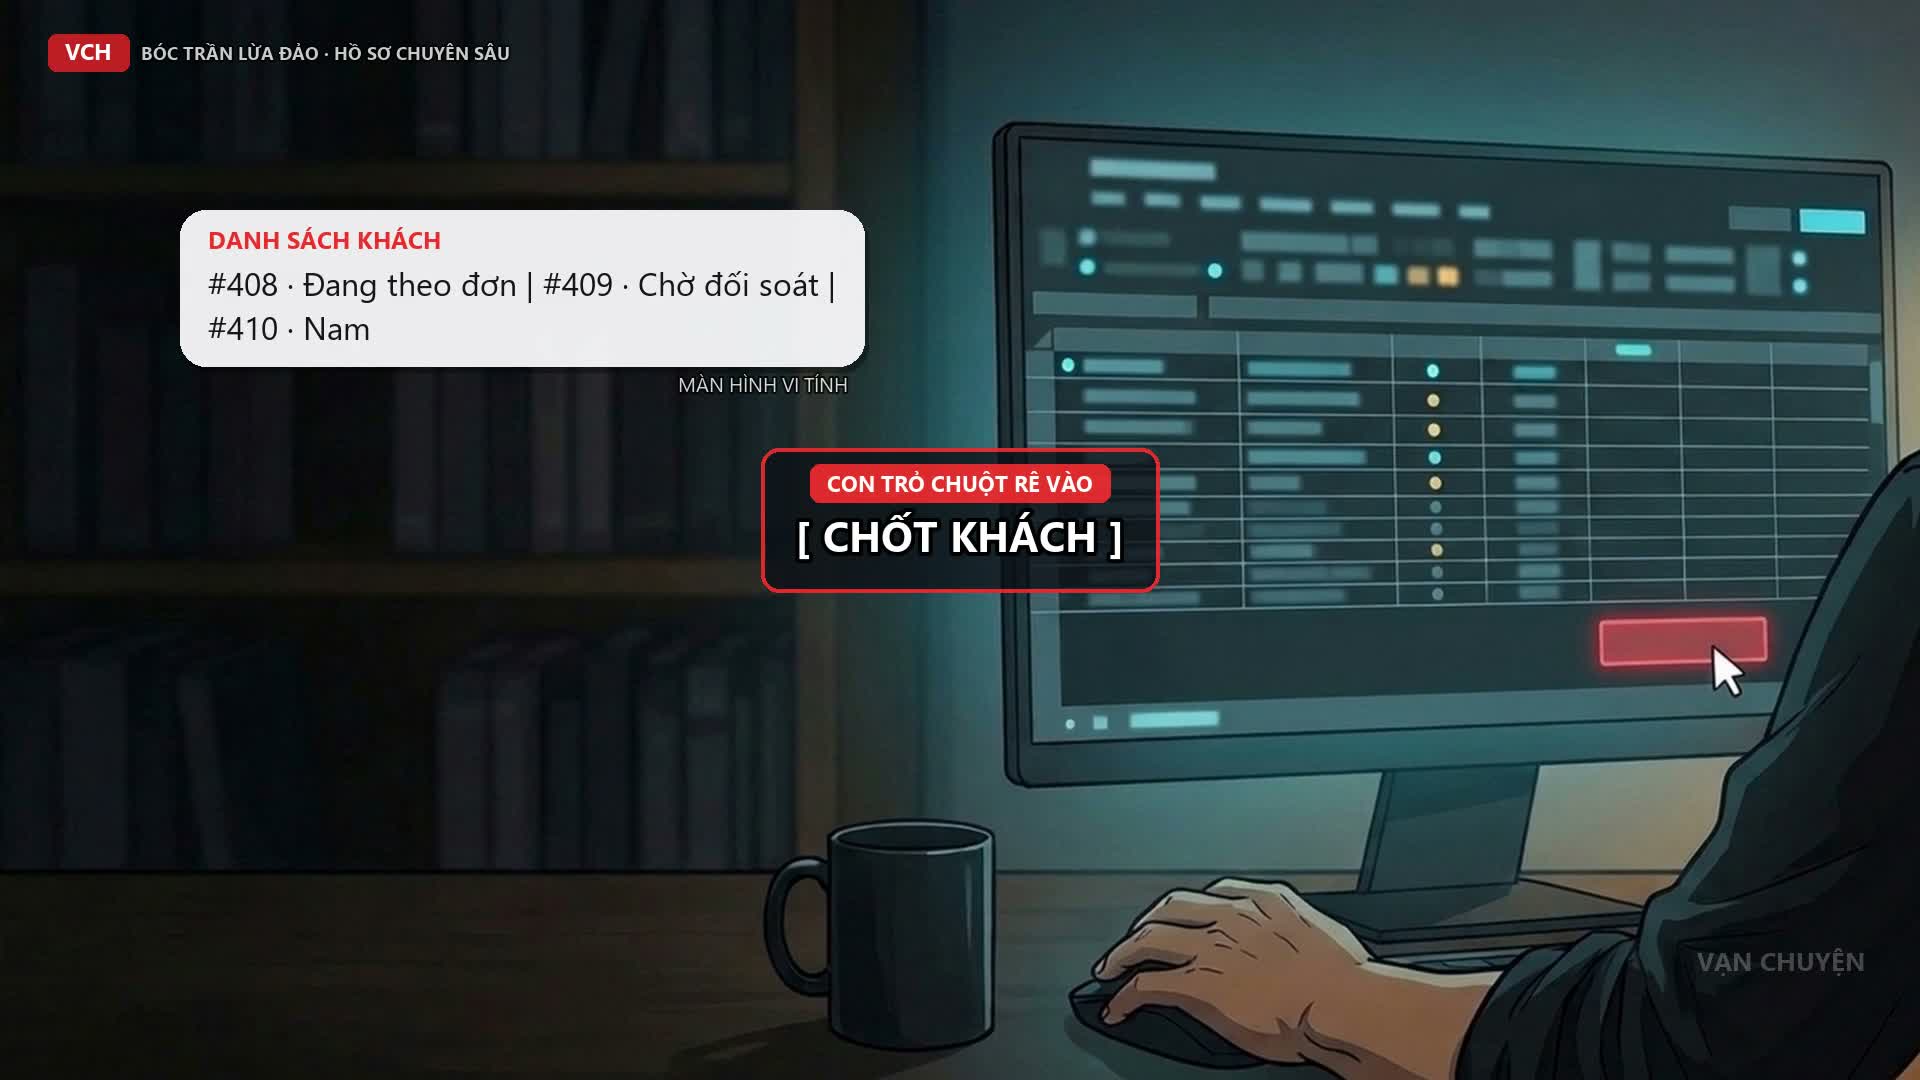 VCH BÓC TRẦN LỪA ĐẢO · HỒ SƠ CHUYÊN SÂU
DANH SÁCH KHÁCH
#408 · Đang theo đơn | #409 · Chờ đối soát |
#410 · Nam
MÀN HÌNH VI TÍNH
CON TRỎ CHUỘT RÊ VÀO
[ CHỐT KHÁCH ]
VẠN CHUYỆN